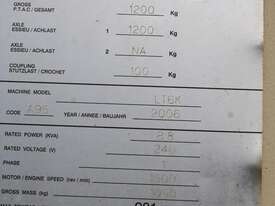 GROSS
P.T.A.C / GESAMT 1200 Kg
AXLE
ESSIEU / ACHLAST 1 1200 Kg
AXLE
ESSIEU / ACHLAST 2 NA Kg
COUPLING
STUTZLAST / CROCHET 100 Kg
MACHINE MODEL LT6K
CODE A95 YEAR / ANNEE / BAUJAHR 2006
RATED POWER (KVA) 8.8
RATED VOLTAGE (V) 240
PHASE 1
MOTOR / ENGINE SPEED (rev / min) 1500
GROSS MASS (kg)